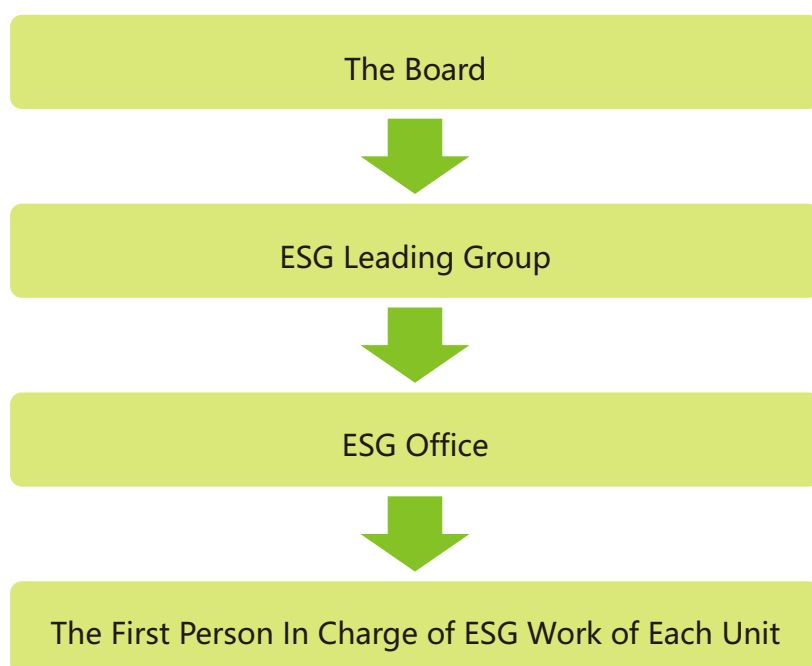 The Board
ESG Leading Group
ESG Office
The First Person In Charge of ESG Work of Each Unit